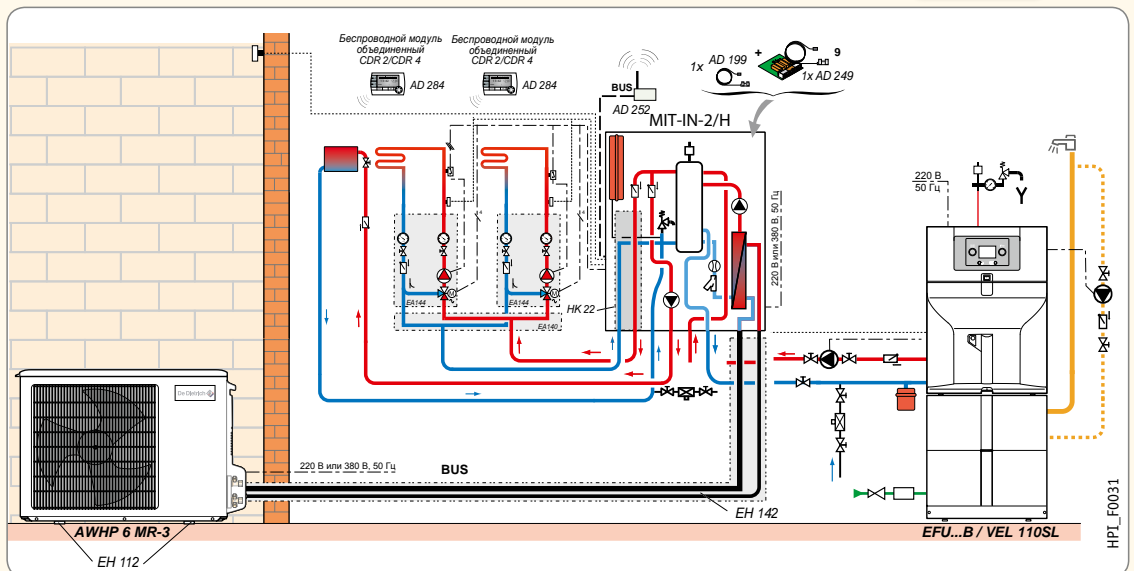 Беспроводной модуль
объединенный
CDR 2/CDR 4
AD 284
Беспроводной модуль
объединенный
CDR 2/CDR 4
AD 284
BUS
AD 252
1x AD 199
+
9
1x AD 249
MIT-IN-2/H
220 В или 380 В, 50 Гц
220 В
50 Гц
EA144
EA144
EA140
HK 22
M
M
De Dietrich
220 В или 380 В, 50 Гц
BUS
EH 142
AWHP 6 MR-3
EH 112
EFU...B / VEL 110SL
HPI_F0031